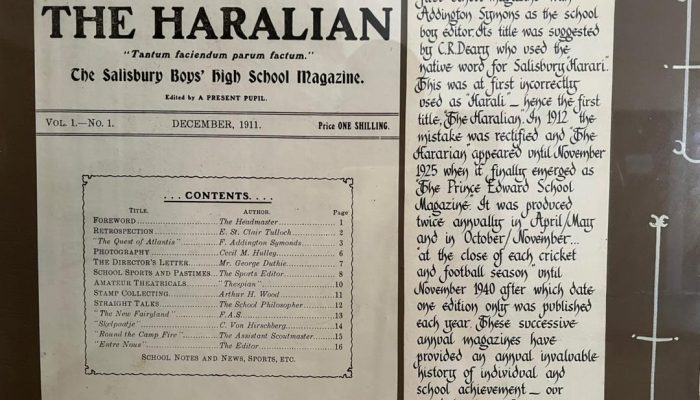 THE HARALIAN
"Tantum faciendum parum factum."
The Salisbury Boys' High School Magazine.
Edited by A PRESENT PUPIL.
VOL. 1.—No. 1. DECEMBER, 1911. Price ONE SHILLING.
... CONTENTS. ...
TITLE. AUTHOR. Page
FOREWORD ... The Headmaster ... 1
RETROSPECTION ... E. St. Clair Tulloch ... 2
"The Quest of Atlantis" ... F. Addington Symonds ... 3
PHOTOGRAPHY ... Cecil M. Hulley ... 6
THE DIRECTOR'S LETTER ... Mr. George Duthie ... 7
SCHOOL SPORTS AND PASTIMES ... The Sports Editor ... 8
AMATEUR THEATRICALS ... "Thespian" ... 10
STAMP COLLECTING ... Arthur H. Wood ... 11
STRAIGHT TALKS ... The School Philosopher ... 12
"The New Fairyland" ... F.A.S. ... 13
"Skelpaatje" ... C. Von Hirschberg ... 14
"Round the Camp Fire" ... The Assistant Scoutmaster ... 15
"Entre Nous" ... The Editor ... 16
SCHOOL NOTES AND NEWS, SPORTS, ETC.
school magazine with
Addington Symons as the school
boy editor. Its title was suggested
by C.R. Deary who used the
native word for Salisbury "Harari."
This was at first incorrectly
used as "Harali" — hence the first
title, "The Haralian". In 1912 the
mistake was rectified and "The
Hararian" appeared until November
1925 when it finally emerged as
"The Prince Edward School
Magazine". It was produced
twice annually in April/May
and in October/November...
at the close of each cricket
and football season" until
November 1940 after which date
one edition only was published
each year. These successive
annual magazines have
provided an annual invaluable
history of individual and
school achievement — our